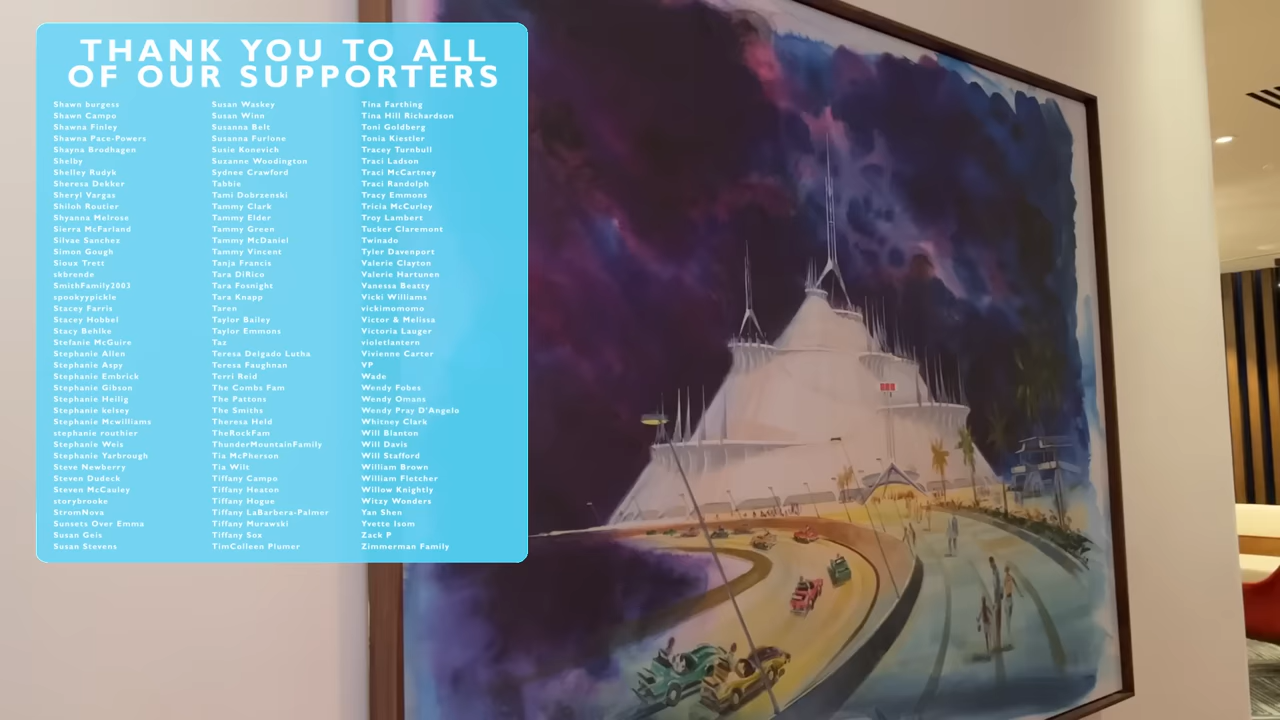 THANK YOU TO ALL
OF OUR SUPPORTERS
Shawn burgess
Shawn Campo
Shawna Finley
Shawna Pace-Powers
Shayna Brodhagen
Shelby
Shelley Rudyk
Sheresa Dekker
Sheryl Vargas
Shiloh Routier
Shyanna Melrose
Sierra McFarland
Silvae Sanchez
Simon Gough
Sioux Trett
skbrende
SmithFamily2003
spookyypickle
Stacey Farris
Stacey Hobbel
Stacy Behlke
Stefanie McGuire
Stephanie Allen
Stephanie Aspy
Stephanie Embrick
Stephanie Gibson
Stephanie Heilig
Stephanie kelsey
Stephanie Mcwilliams
stephanie routhier
Stephanie Weis
Stephanie Yarbrough
Steve Newberry
Steven Dudeck
Steven McCauley
storybrooke
StromNova
Sunsets Over Emma
Susan Geis
Susan Stevens
Susan Waskey
Susan Winn
Susanna Belt
Susanna Furlone
Susie Konevich
Suzanne Woodington
Sydnee Crawford
Tabbie
Tami Dobrzenski
Tammy Clark
Tammy Elder
Tammy Green
Tammy McDaniel
Tammy Vincent
Tanja Francis
Tara DIRico
Tara Fosnight
Tara Knapp
Taren
Taylor Bailey
Taylor Emmons
Taz
Teresa Delgado Lutha
Teresa Faughnan
Terri Reid
The Combs Fam
The Pattons
The Smiths
Theresa Held
TheRockFam
ThunderMountainFamily
Tia McPherson
Tia Wilt
Tiffany Campo
Tiffany Heaton
Tiffany Hogue
Tiffany LaBarbera-Palmer
Tiffany Murawski
Tiffany Sox
TimColleen Plumer
Tina Farthing
Tina Hill Richardson
Toni Goldberg
Tonia Kiestler
Tracey Turnbull
Traci Ladson
Traci McCartney
Traci Randolph
Tracy Emmons
Tricia McCurley
Troy Lambert
Tucker Claremont
Twinado
Tyler Davenport
Valerie Clayton
Valerie Hartunen
Vanessa Beatty
Vicki Williams
vickimomomo
Victor & Melissa
Victoria Lauger
violetlantern
Vivienne Carter
VP
Wade
Wendy Fobes
Wendy Omans
Wendy Pray D'Angelo
Whitney Clark
Will Blanton
Will Davis
Will Stafford
William Brown
William Fletcher
Willow Knightly
Witzy Wonders
Yan Shen
Yvette Isom
Zack P
Zimmerman Family